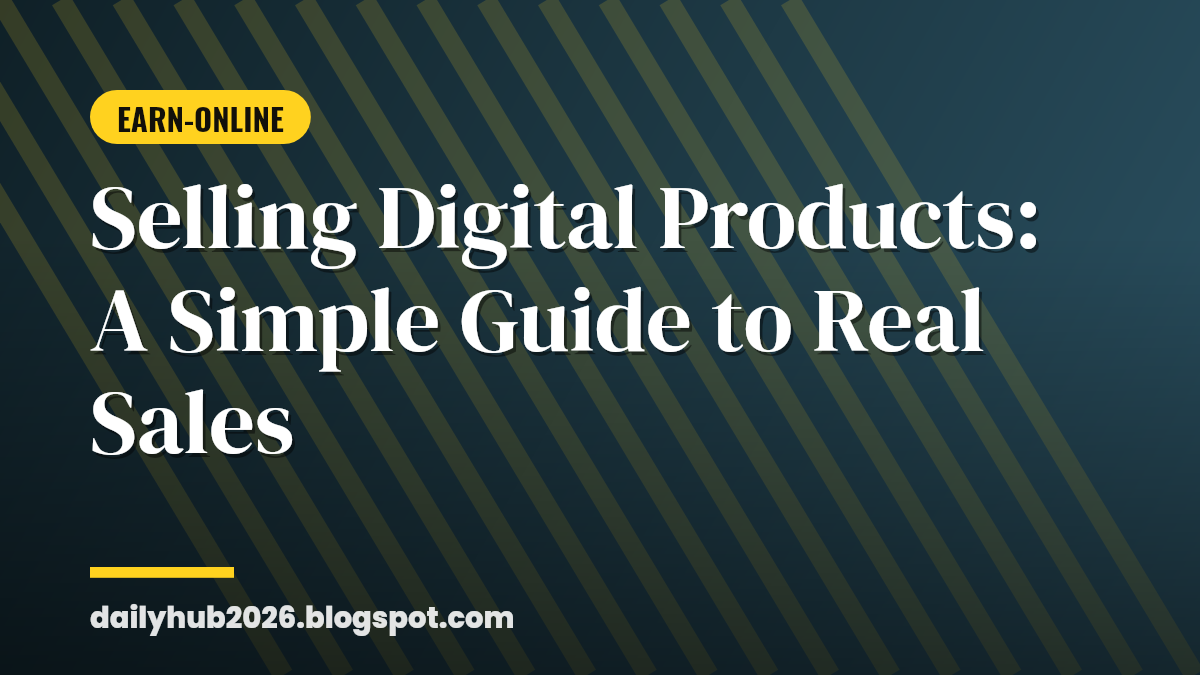 EARN-ONLINE
Selling Digital Products:
A Simple Guide to Real
Sales
dailyhub2026.blogspot.com